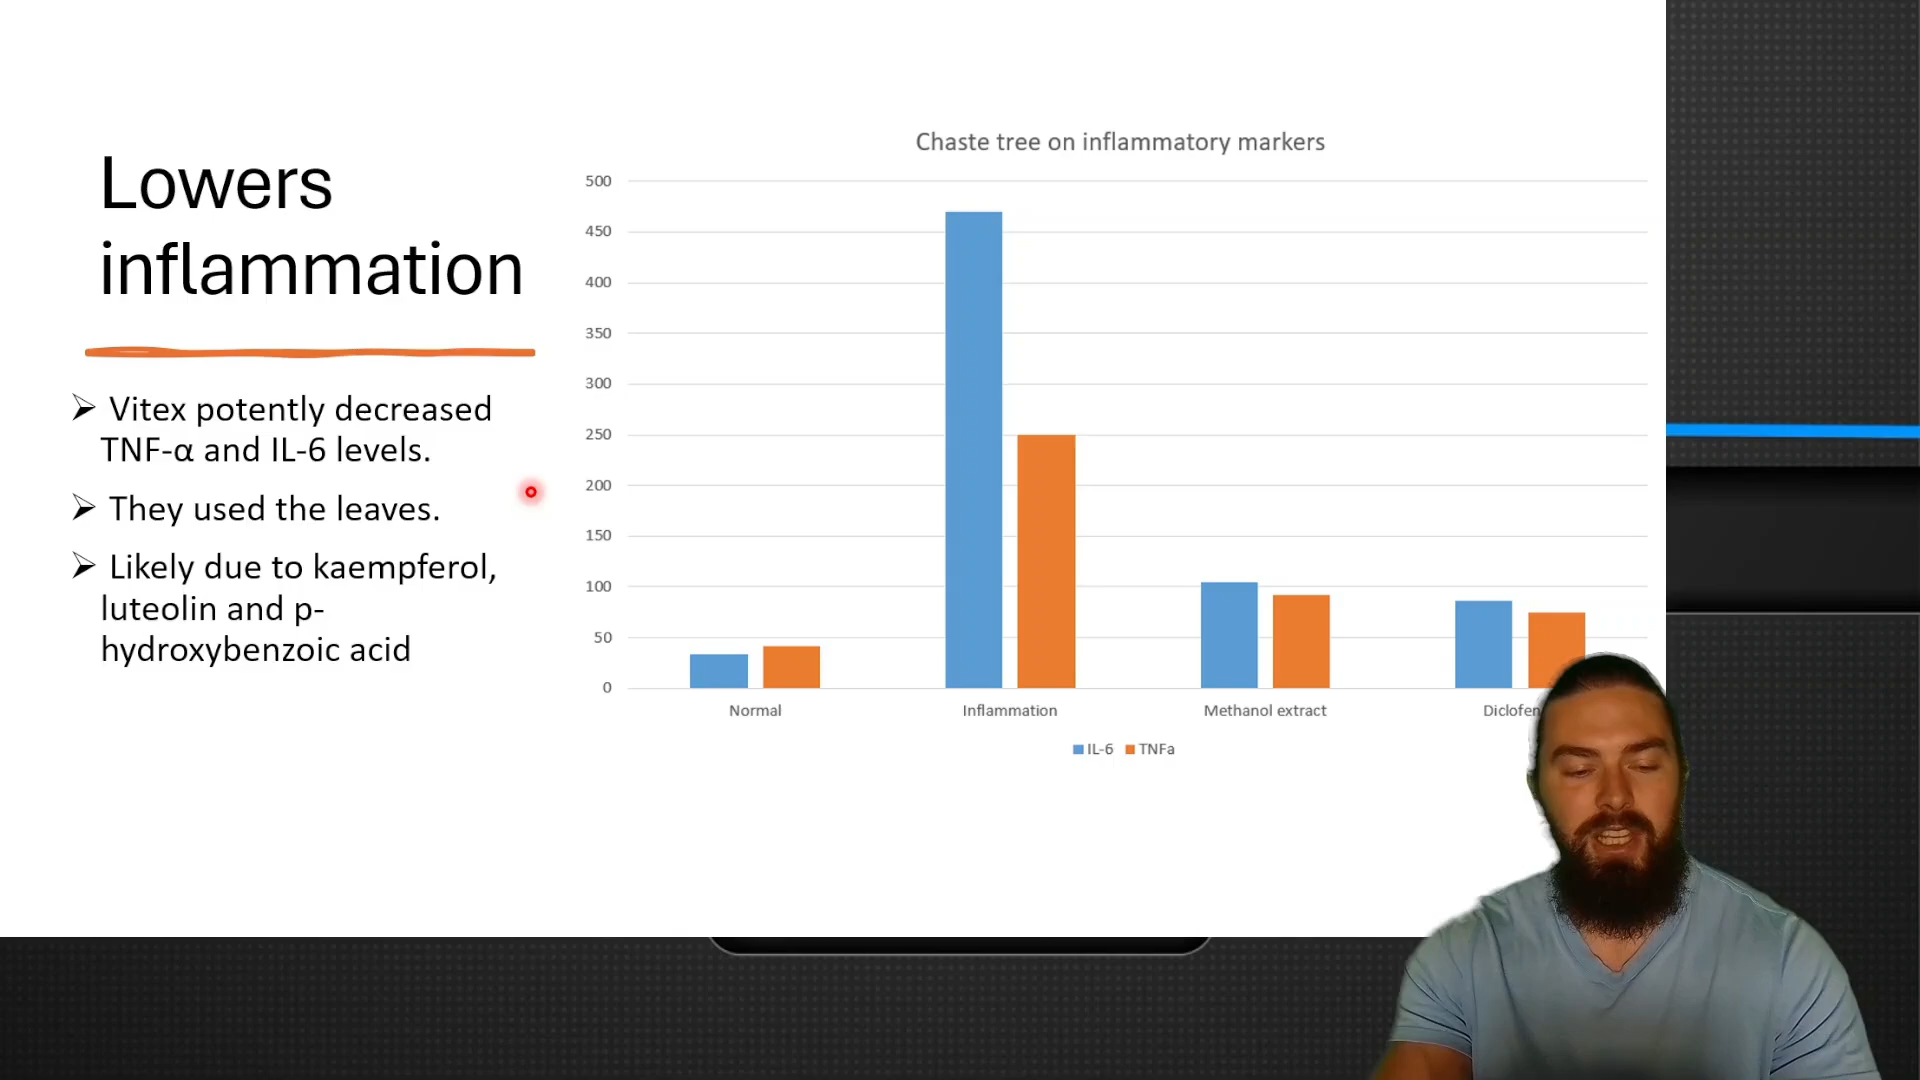 Lowers
inflammation
➢ Vitex potently decreased
TNF-α and IL-6 levels.
➢ They used the leaves.
➢ Likely due to kaempferol,
luteolin and p-
hydroxybenzoic acid
Chaste tree on inflammatory markers
500
450
400
350
300
250
200
150
100
50
0
Normal Inflammation Methanol extract Diclofen
IL-6 TNFa